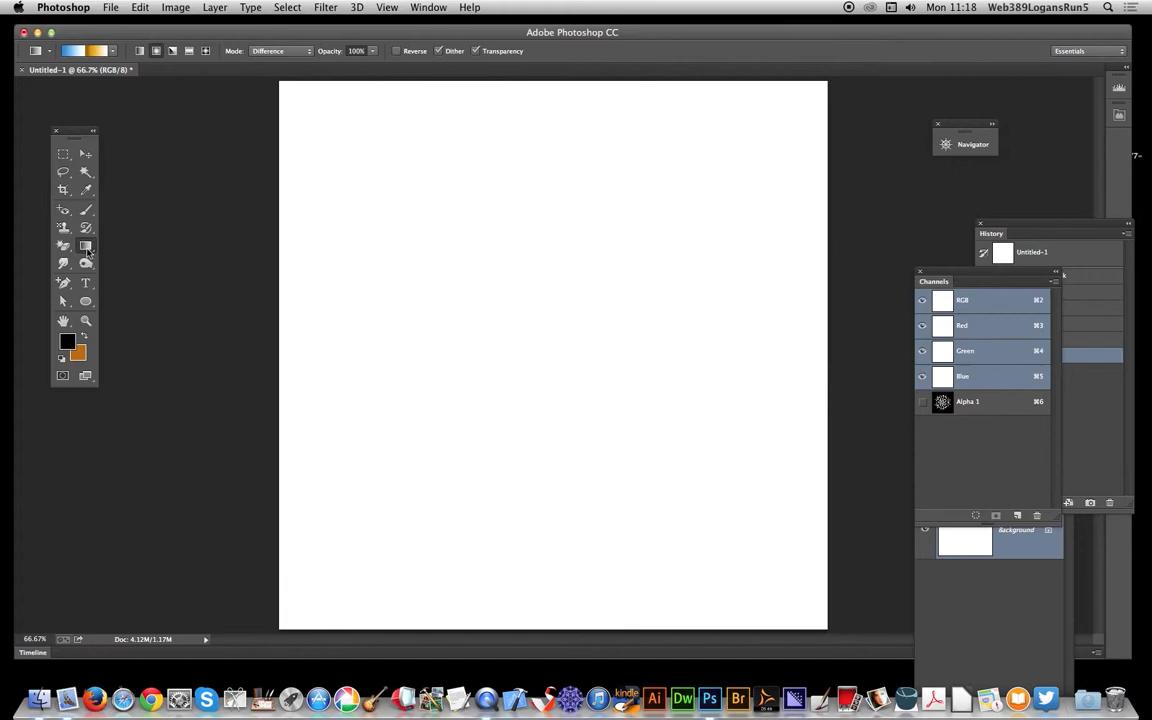 Photoshop File Edit Image Layer Type Select Filter 3D View Window Help Mon 11:18 Web389LogansRun5
Adobe Photoshop CC
Mode: Difference Opacity: 100% Reverse Dither Transparency Essentials
Untitled-1 @ 66.7% (RGB/8) *
Navigator
History
Untitled-1
Channels
RGB ⌘2
Red ⌘3
Green ⌘4
Blue ⌘5
Alpha 1 ⌘6
Background
66.67% Doc: 4.12M/1.17M
Timeline
kindle Ai Dw Ps Br